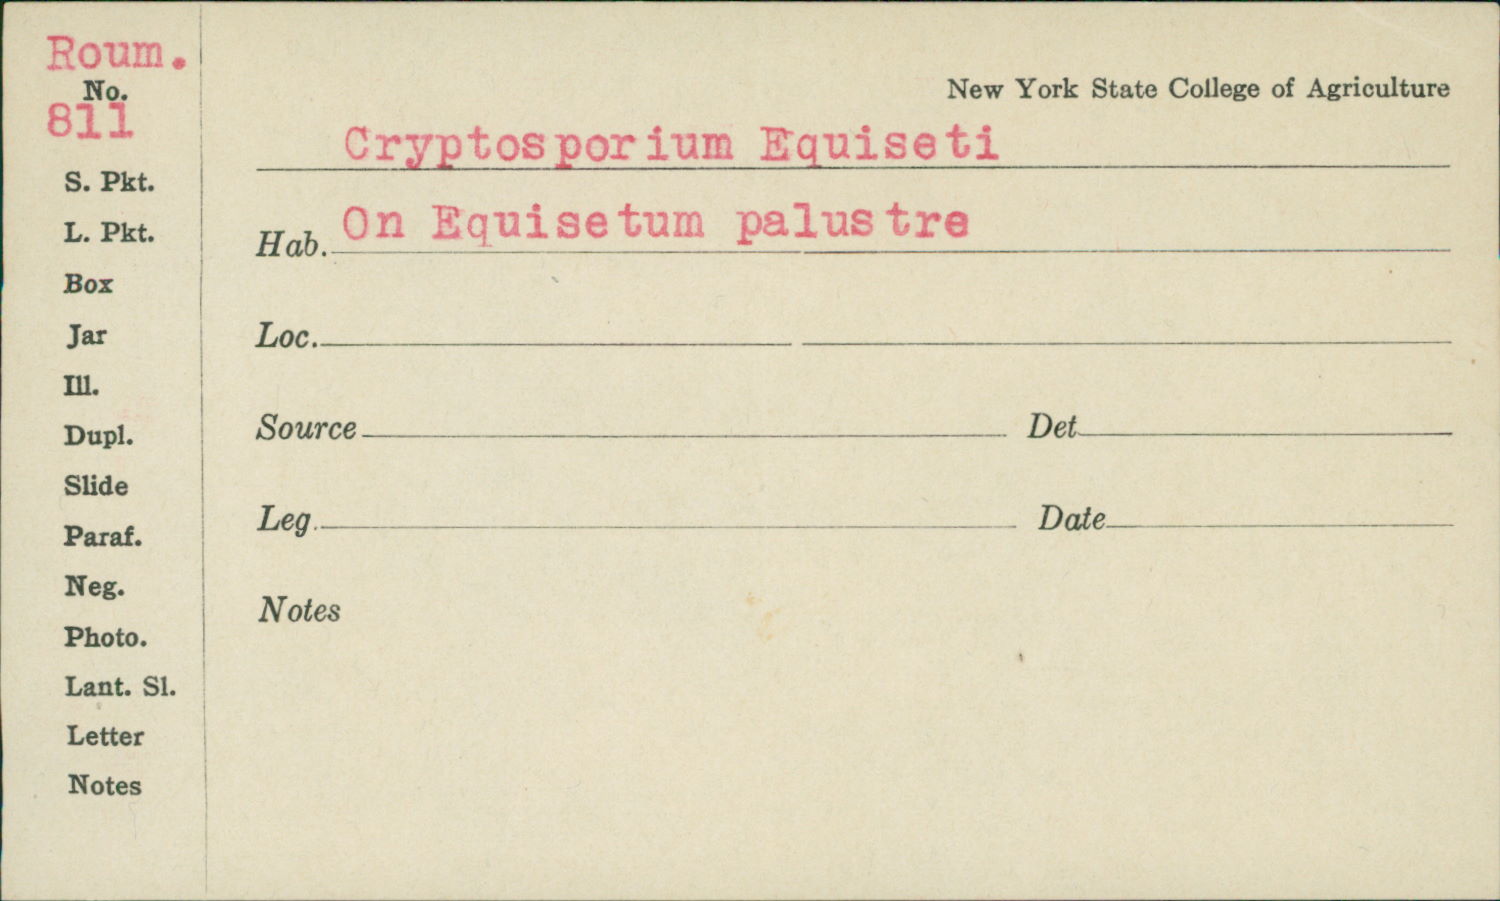 Roum.
No.
811
S. Pkt.
L. Pkt.
Box
Jar
Ill.
Dupl.
Slide
Paraf.
Neg.
Photo.
Lant. Sl.
Letter
Notes
New York State College of Agriculture
Cryptosporium Equiseti
Hab. On Equisetum palustre
Loc.
Source Det
Leg. Date
Notes